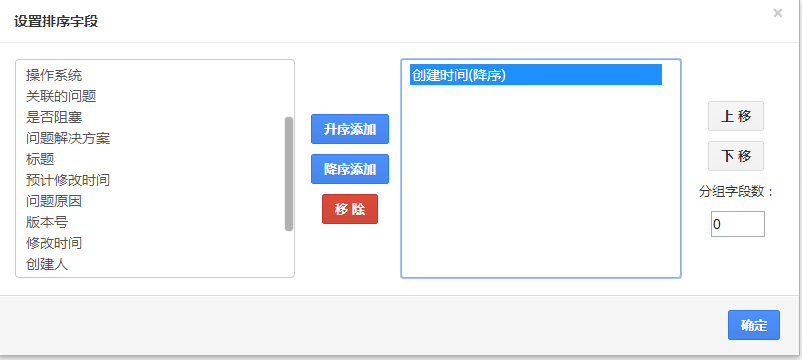 设置排序字段
×
操作系统
关联的问题
是否阻塞
问题解决方案
标题
预计修改时间
问题原因
版本号
修改时间
创建人
升序添加
降序添加
移 除
创建时间(降序)
上 移
下 移
分组字段数：
0
确定